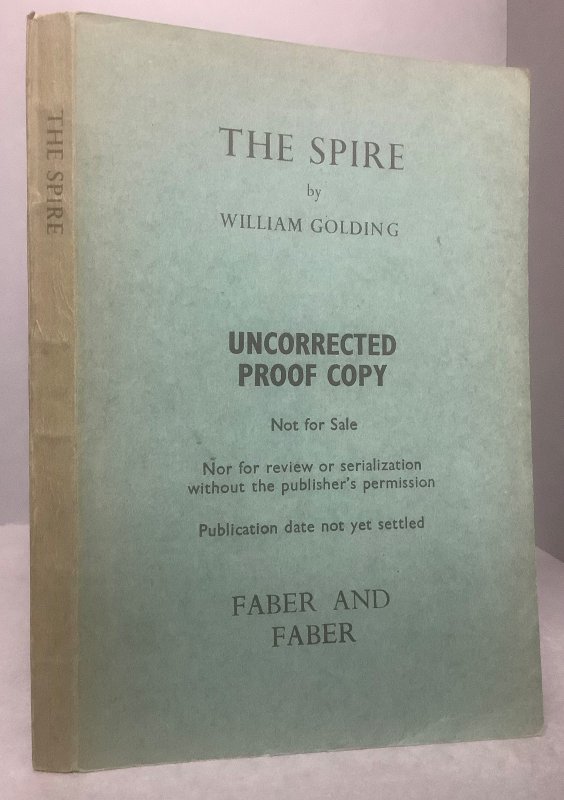 THE SPIRE
THE SPIRE
by
WILLIAM GOLDING
UNCORRECTED
PROOF COPY
Not for Sale
Nor for review or serialization
without the publisher's permission
Publication date not yet settled
FABER AND
FABER